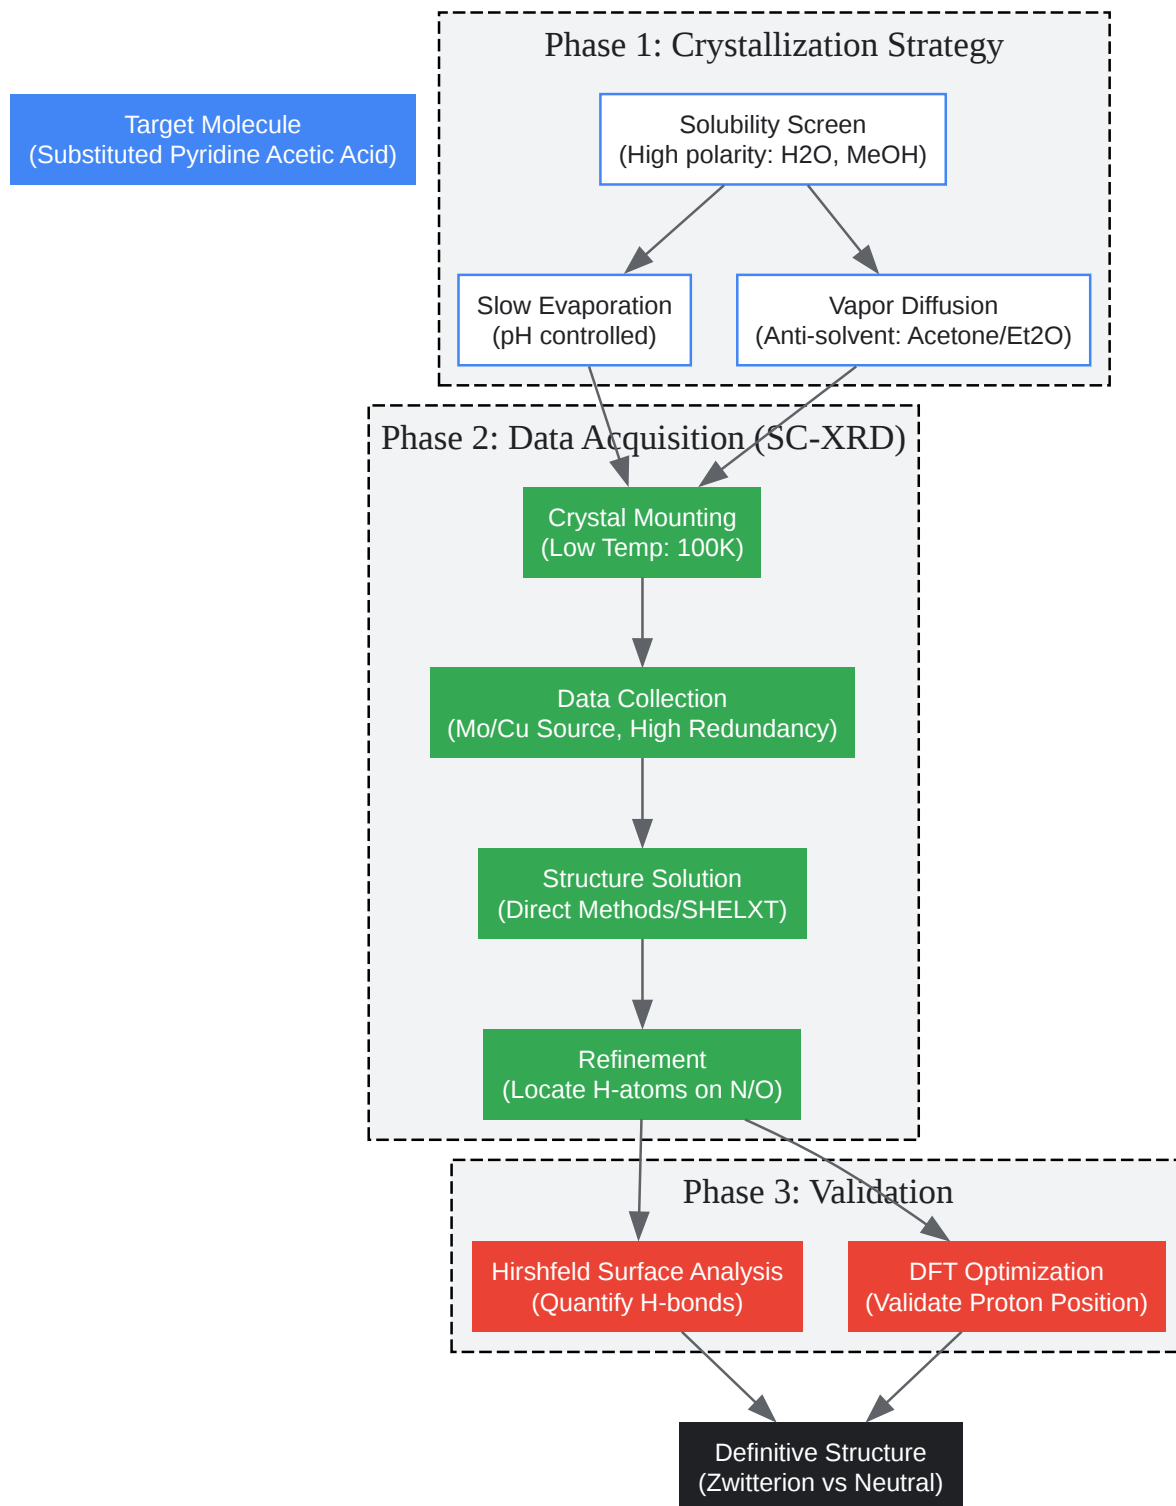 Phase 1: Crystallization Strategy
Target Molecule
(Substituted Pyridine Acetic Acid)
Solubility Screen
(High polarity: H2O, MeOH)
Slow Evaporation
(pH controlled)
Vapor Diffusion
(Anti-solvent: Acetone/Et2O)
Phase 2: Data Acquisition (SC-XRD)
Crystal Mounting
(Low Temp: 100K)
Data Collection
(Mo/Cu Source, High Redundancy)
Structure Solution
(Direct Methods/SHELXT)
Refinement
(Locate H-atoms on N/O)
Phase 3: Validation
Hirshfeld Surface Analysis
(Quantify H-bonds)
DFT Optimization
(Validate Proton Position)
Definitive Structure
(Zwitterion vs Neutral)